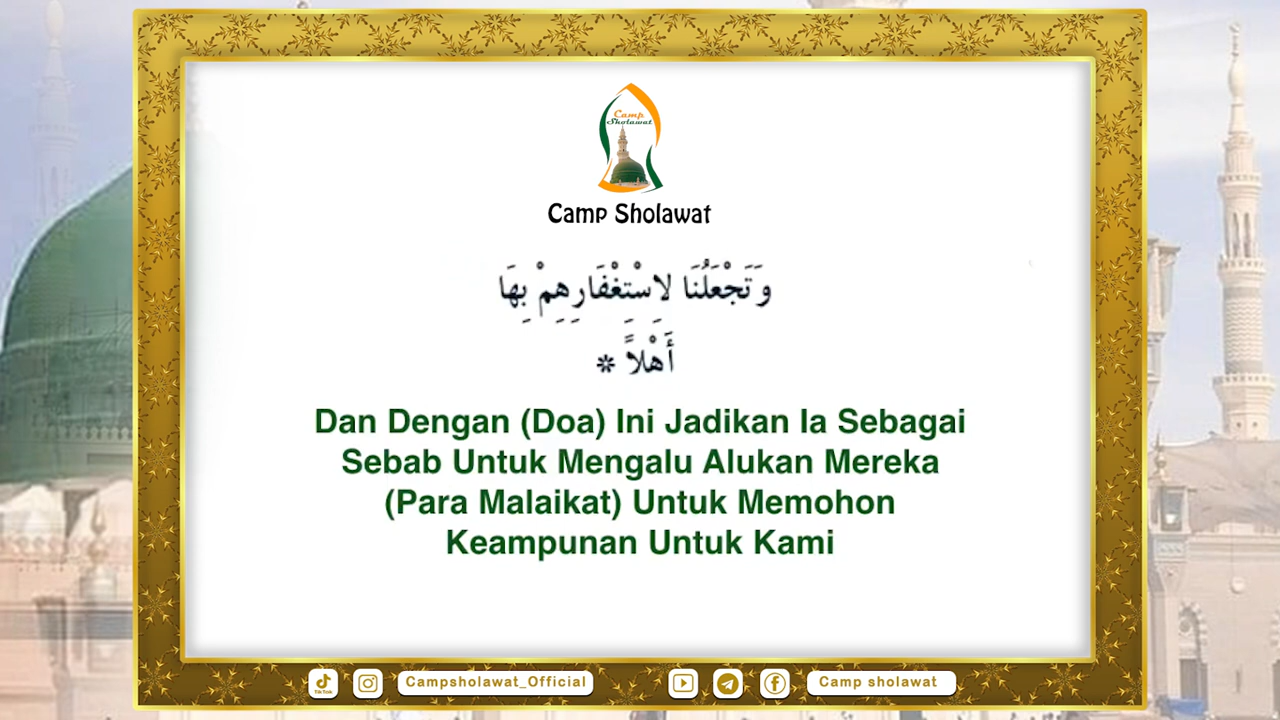 Camp
Sholawat
Camp Sholawat
وَتَجْعَلُنَا لِاِسْتِغْفَارِهِمْ بِهَا
أَهْلاً *
Dan Dengan (Doa) Ini Jadikan Ia Sebagai
Sebab Untuk Mengalu Alukan Mereka
(Para Malaikat) Untuk Memohon
Keampunan Untuk Kami
TikTok
Campsholawat_Official
Camp sholawat